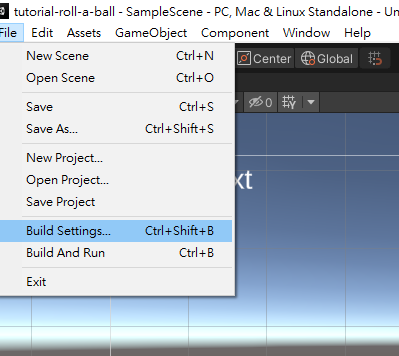 tutorial-roll-a-ball - SampleScene - PC, Mac & Linux Standalone - Un
File Edit Assets GameObject Component Window Help
New Scene Ctrl+N
Open Scene Ctrl+O
Center Global
Save Ctrl+S
Save As... Ctrl+Shift+S
0
New Project...
Open Project...
Save Project
xt
Build Settings... Ctrl+Shift+B
Build And Run Ctrl+B
Exit